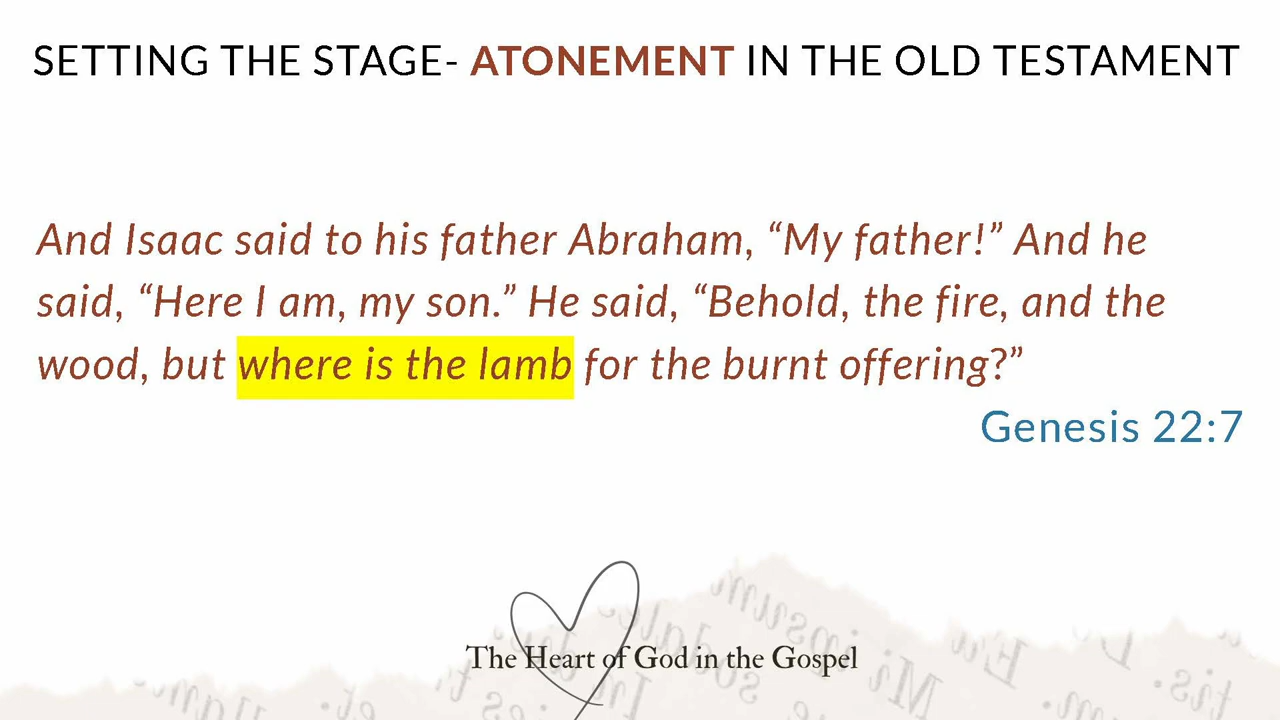 SETTING THE STAGE- ATONEMENT IN THE OLD TESTAMENT
And Isaac said to his father Abraham, “My father!” And he
said, “Here I am, my son.” He said, “Behold, the fire, and the
wood, but where is the lamb for the burnt offering?”
Genesis 22:7
The Heart of God in the Gospel